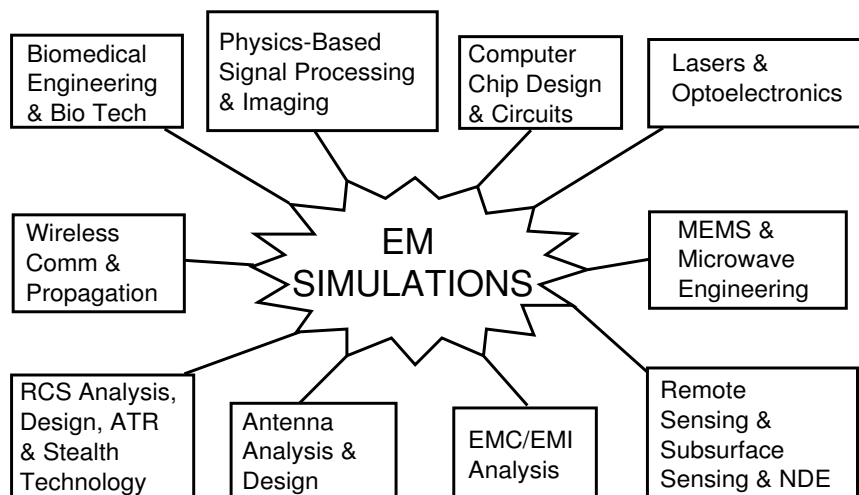 Biomedical
Engineering
& Bio Tech
Physics-Based
Signal Processing
& Imaging
Computer
Chip Design
& Circuits
Lasers &
Optoelectronics
Wireless
Comm &
Propagation
EM
SIMULATIONS
MEMS &
Microwave
Engineering
RCS Analysis,
Design, ATR
& Stealth
Technology
Antenna
Analysis &
Design
EMC/EMI
Analysis
Remote
Sensing &
Subsurface
Sensing & NDE